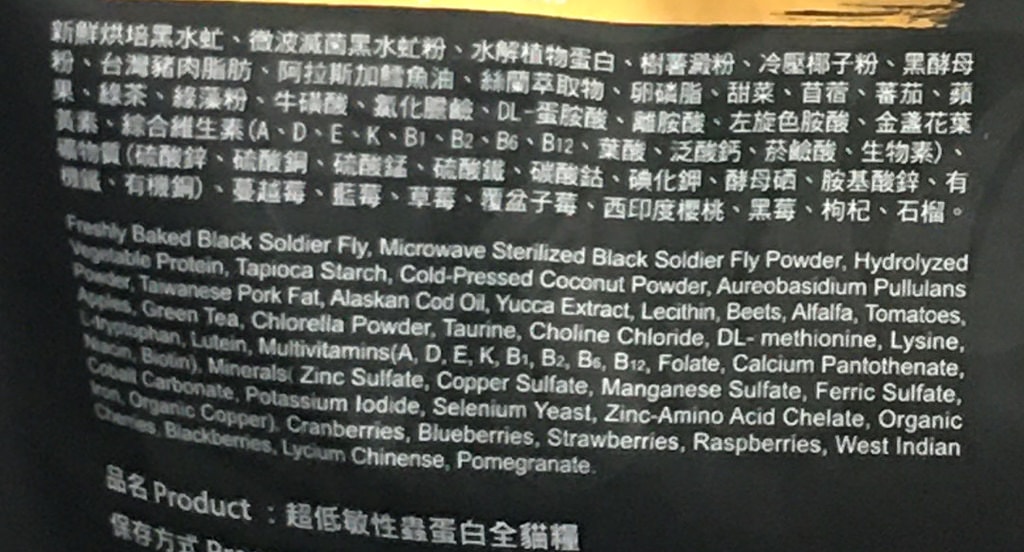 新鮮烘培黑水虻、微波滅菌黑水虻粉、水解植物蛋白、樹薯澱粉、冷壓椰子粉、黑酵母
粉、台灣豬肉脂肪、阿拉斯加鱈魚油、絲蘭萃取物、卵磷脂、甜菜、苜蓿、蕃茄、蘋
果、綠茶、綠藻粉、牛磺酸、氯化膽鹼、DL-蛋胺酸、離胺酸、左旋色胺酸、金盞花葉
黃素、綜合維生素(A、D、E、K、B1、B2、B6、B12、葉酸、泛酸鈣、菸鹼酸、生物素)、
礦物質(硫酸鋅、硫酸銅、硫酸錳、硫酸鐵、碳酸鈷、碘化鉀、酵母硒、胺基酸鋅、有
機鐵、有機銅)、蔓越莓、藍莓、草莓、覆盆子莓、西印度櫻桃、黑莓、枸杞、石榴。
Freshly Baked Black Soldier Fly, Microwave Sterilized Black Soldier Fly Powder, Hydrolyzed
Vegetable Protein, Tapioca Starch, Cold-Pressed Coconut Powder, Aureobasidium Pullulans
Powder, Taiwanese Pork Fat, Alaskan Cod Oil, Yucca Extract, Lecithin, Beets, Alfalfa, Tomatoes,
Apples, Green Tea, Chlorella Powder, Taurine, Choline Chloride, DL- methionine, Lysine,
L-tryptophan, Lutein, Multivitamins(A, D, E, K, B1, B2, B6, B12, Folate, Calcium Pantothenate,
Niacin, Biotin), Minerals( Zinc Sulfate, Copper Sulfate, Manganese Sulfate, Ferric Sulfate,
Cobalt Carbonate, Potassium Iodide, Selenium Yeast, Zinc-Amino Acid Chelate, Organic
Iron, Organic Copper), Cranberries, Blueberries, Strawberries, Raspberries, West Indian
Cherries, Blackberries, Lycium Chinense, Pomegranate.
品名 Product ：超低敏性蟲蛋白全貓糧
保存方式